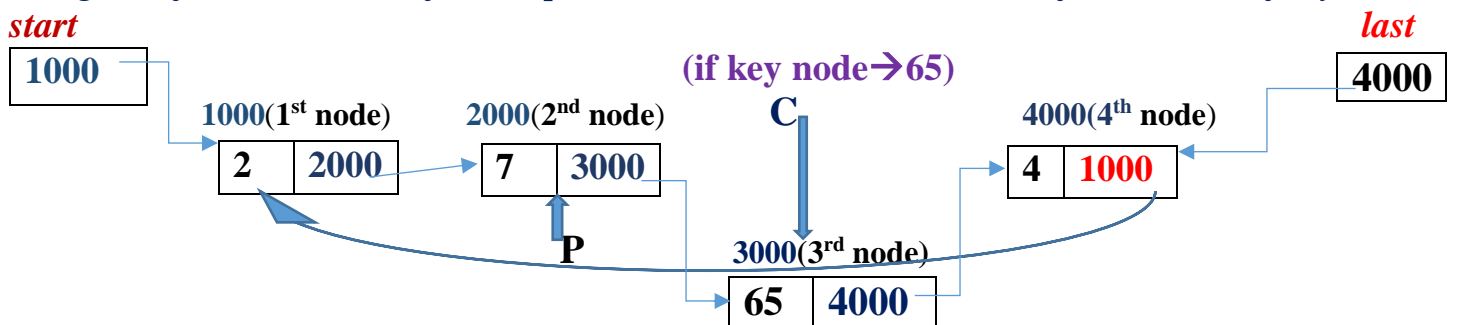 start last
1000 (if key node→65) 4000
1000(1st node) 2000(2nd node) C 4000(4th node)
2 2000 7 3000 4 1000
P 3000(3rd node)
65 4000